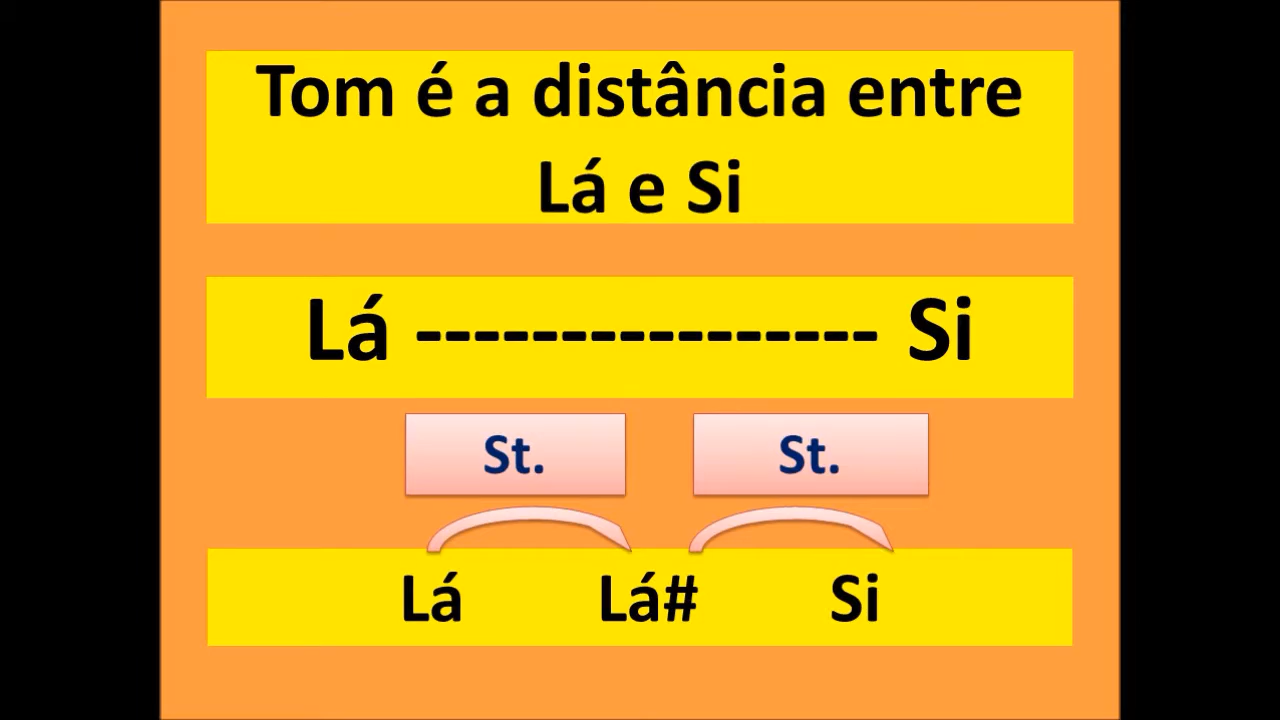 Tom é a distância entre
Lá e Si
Lá ---------------- Si
St. St.
Lá Lá# Si